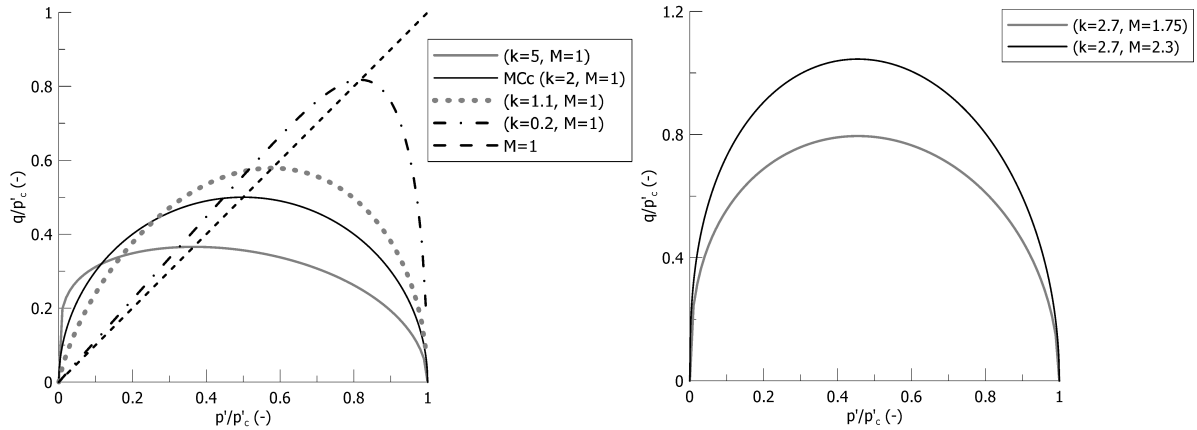 1
0.8
0.6
0.4
0.2
0
q/p'c (-)
0
0.2
0.4
0.6
0.8
1
p'/p'c (-)
(k=5, M=1)
MCc (k=2, M=1)
(k=1.1, M=1)
(k=0.2, M=1)
M=1
1.2
0.8
0.4
0
q/p'c (-)
0
0.2
0.4
0.6
0.8
1
p'/p'c (-)
(k=2.7, M=1.75)
(k=2.7, M=2.3)